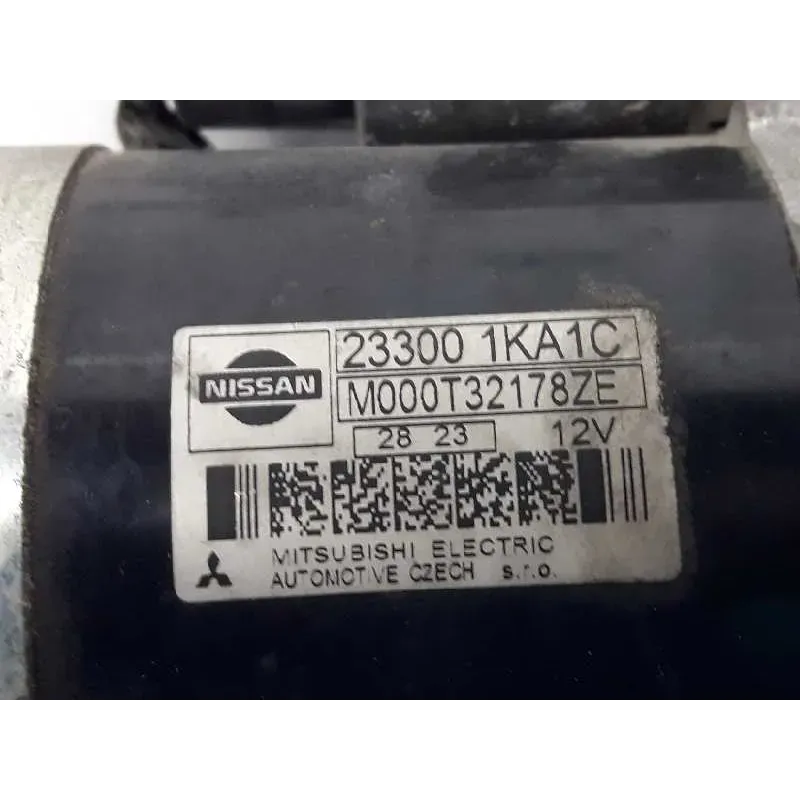 NISSAN
23300 1KA1C
M000T32178ZE
28 23 12V
MITSUBISHI ELECTRIC
AUTOMOTIVE CZECH s.r.o.